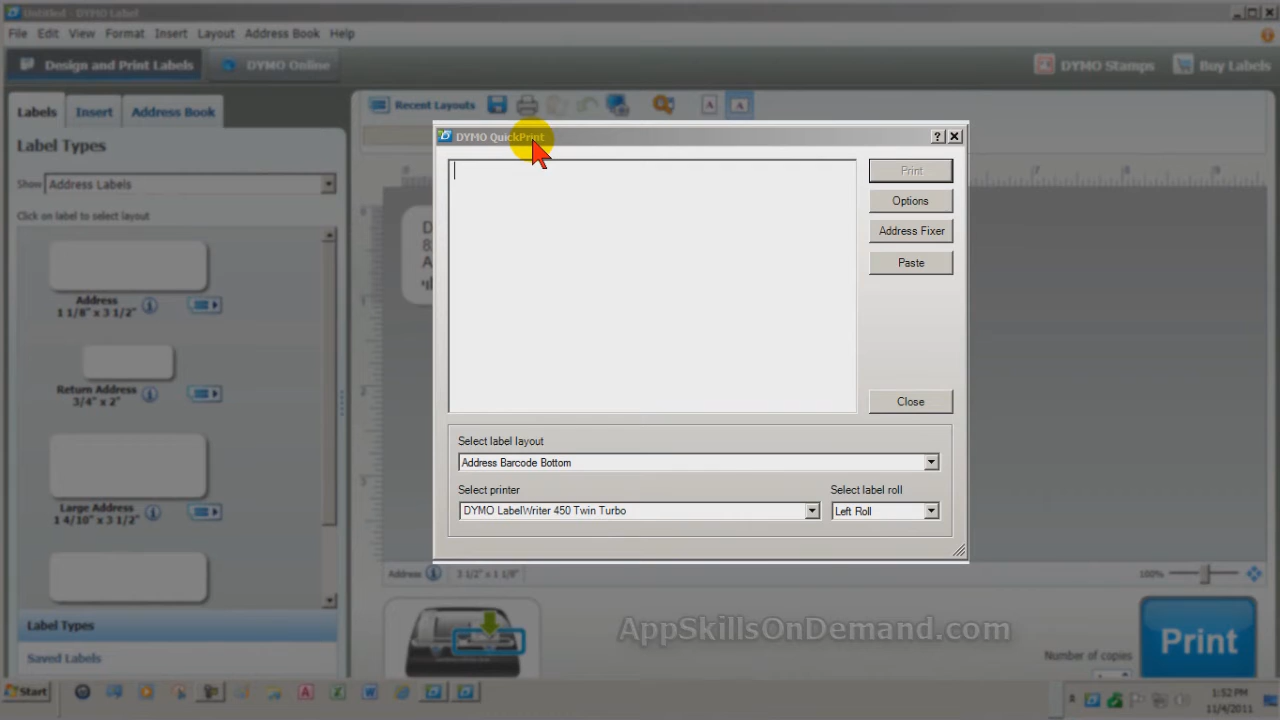 Untitled - DYMO Label
File Edit View Format Insert Layout Address Book Help
Design and Print Labels
DYMO Online
DYMO Stamps
Buy Labels
Labels
Insert
Address Book
Recent Layouts
A
A
DYMO QuickPrint
Label Types
Print
Show
Address Labels
Options
Click on label to select layout
Address Fixer
Paste
Address
1 1/8" x 3 1/2"
Return Address
3/4" x 2"
Close
Select label layout
Address Barcode Bottom
Select printer
Select label roll
Large Address
1 4/10" x 3 1/2"
DYMO LabelWriter 450 Twin Turbo
Left Roll
Address
3 1/2" x 1 1/8"
100%
Label Types
AppSkillsOnDemand.com
Print
Number of copies
Saved Labels
Start
1:52 PM
11/4/2011